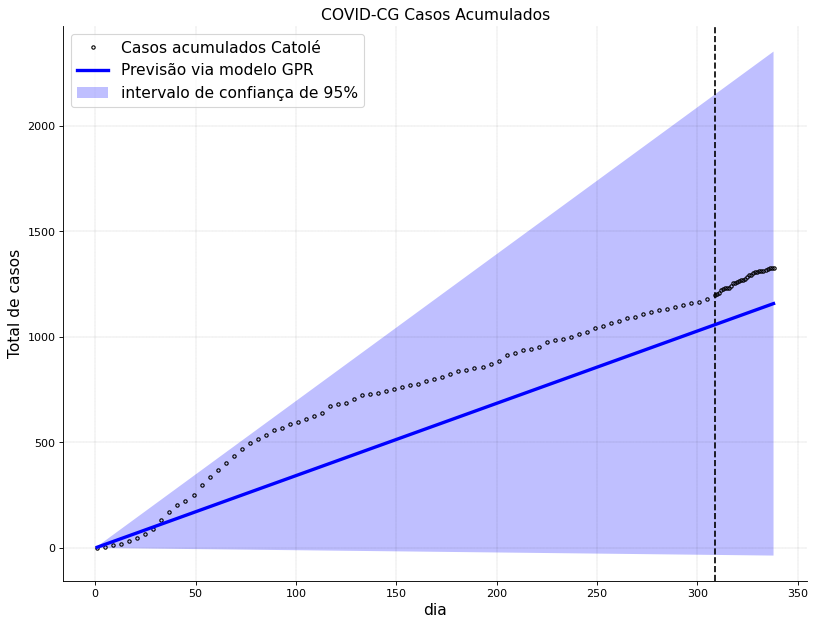 COVID-CG Casos Acumulados
Casos acumulados Catolé
Previsão via modelo GPR
intervalo de confiança de 95%
Total de casos
2000
1500
1000
500
0
0 50 100 150 200 250 300 350
dia